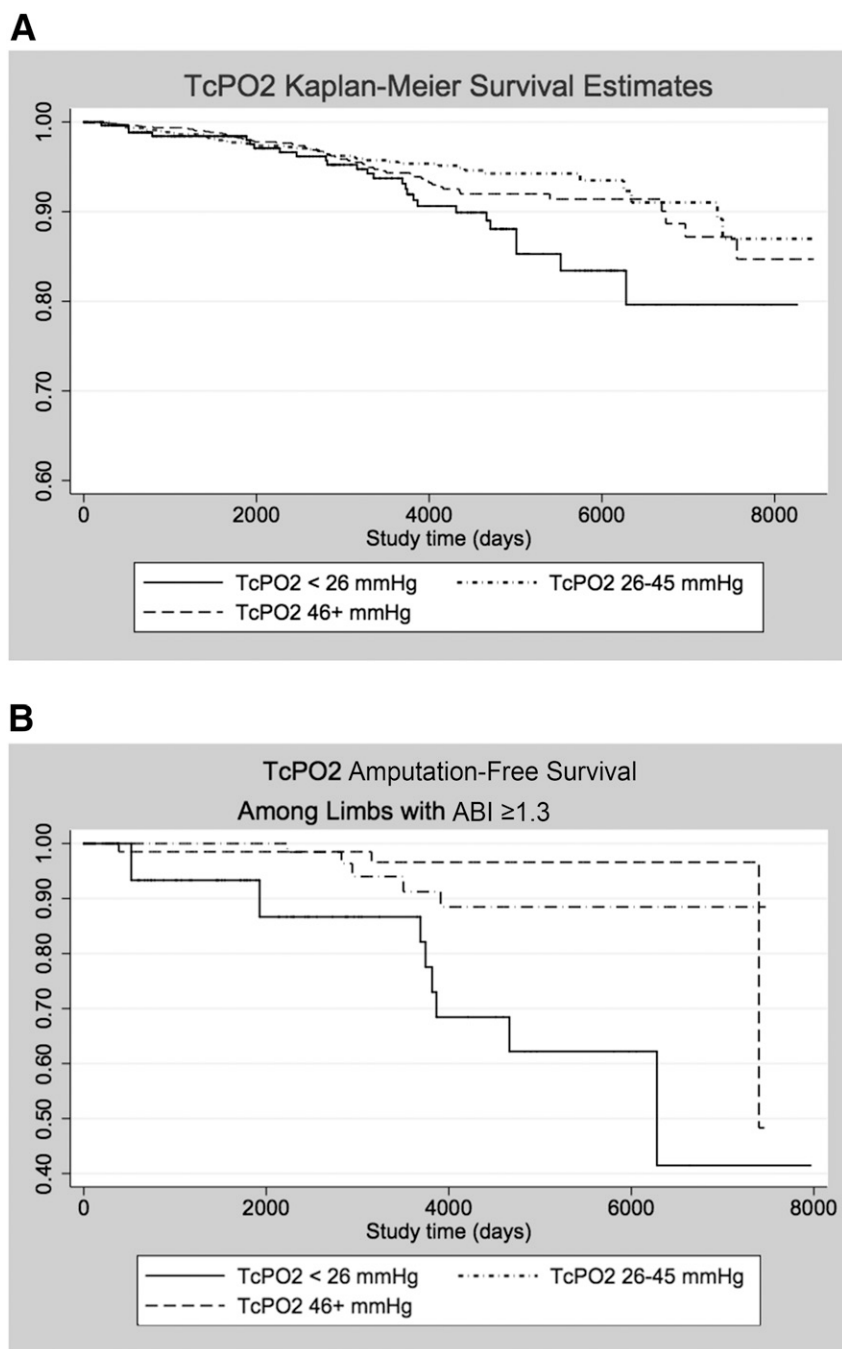 A
TcPO2 Kaplan-Meier Survival Estimates
1.00
0.90
0.80
0.70
0.60
0 2000 4000 6000 8000
Study time (days)
TcPO2 < 26 mmHg TcPO2 26-45 mmHg
TcPO2 46+ mmHg
B
TcPO2 Amputation-Free Survival
Among Limbs with ABI ≥1.3
1.00
0.90
0.80
0.70
0.60
0.50
0.40
0 2000 4000 6000 8000
Study time (days)
TcPO2 < 26 mmHg TcPO2 26-45 mmHg
TcPO2 46+ mmHg